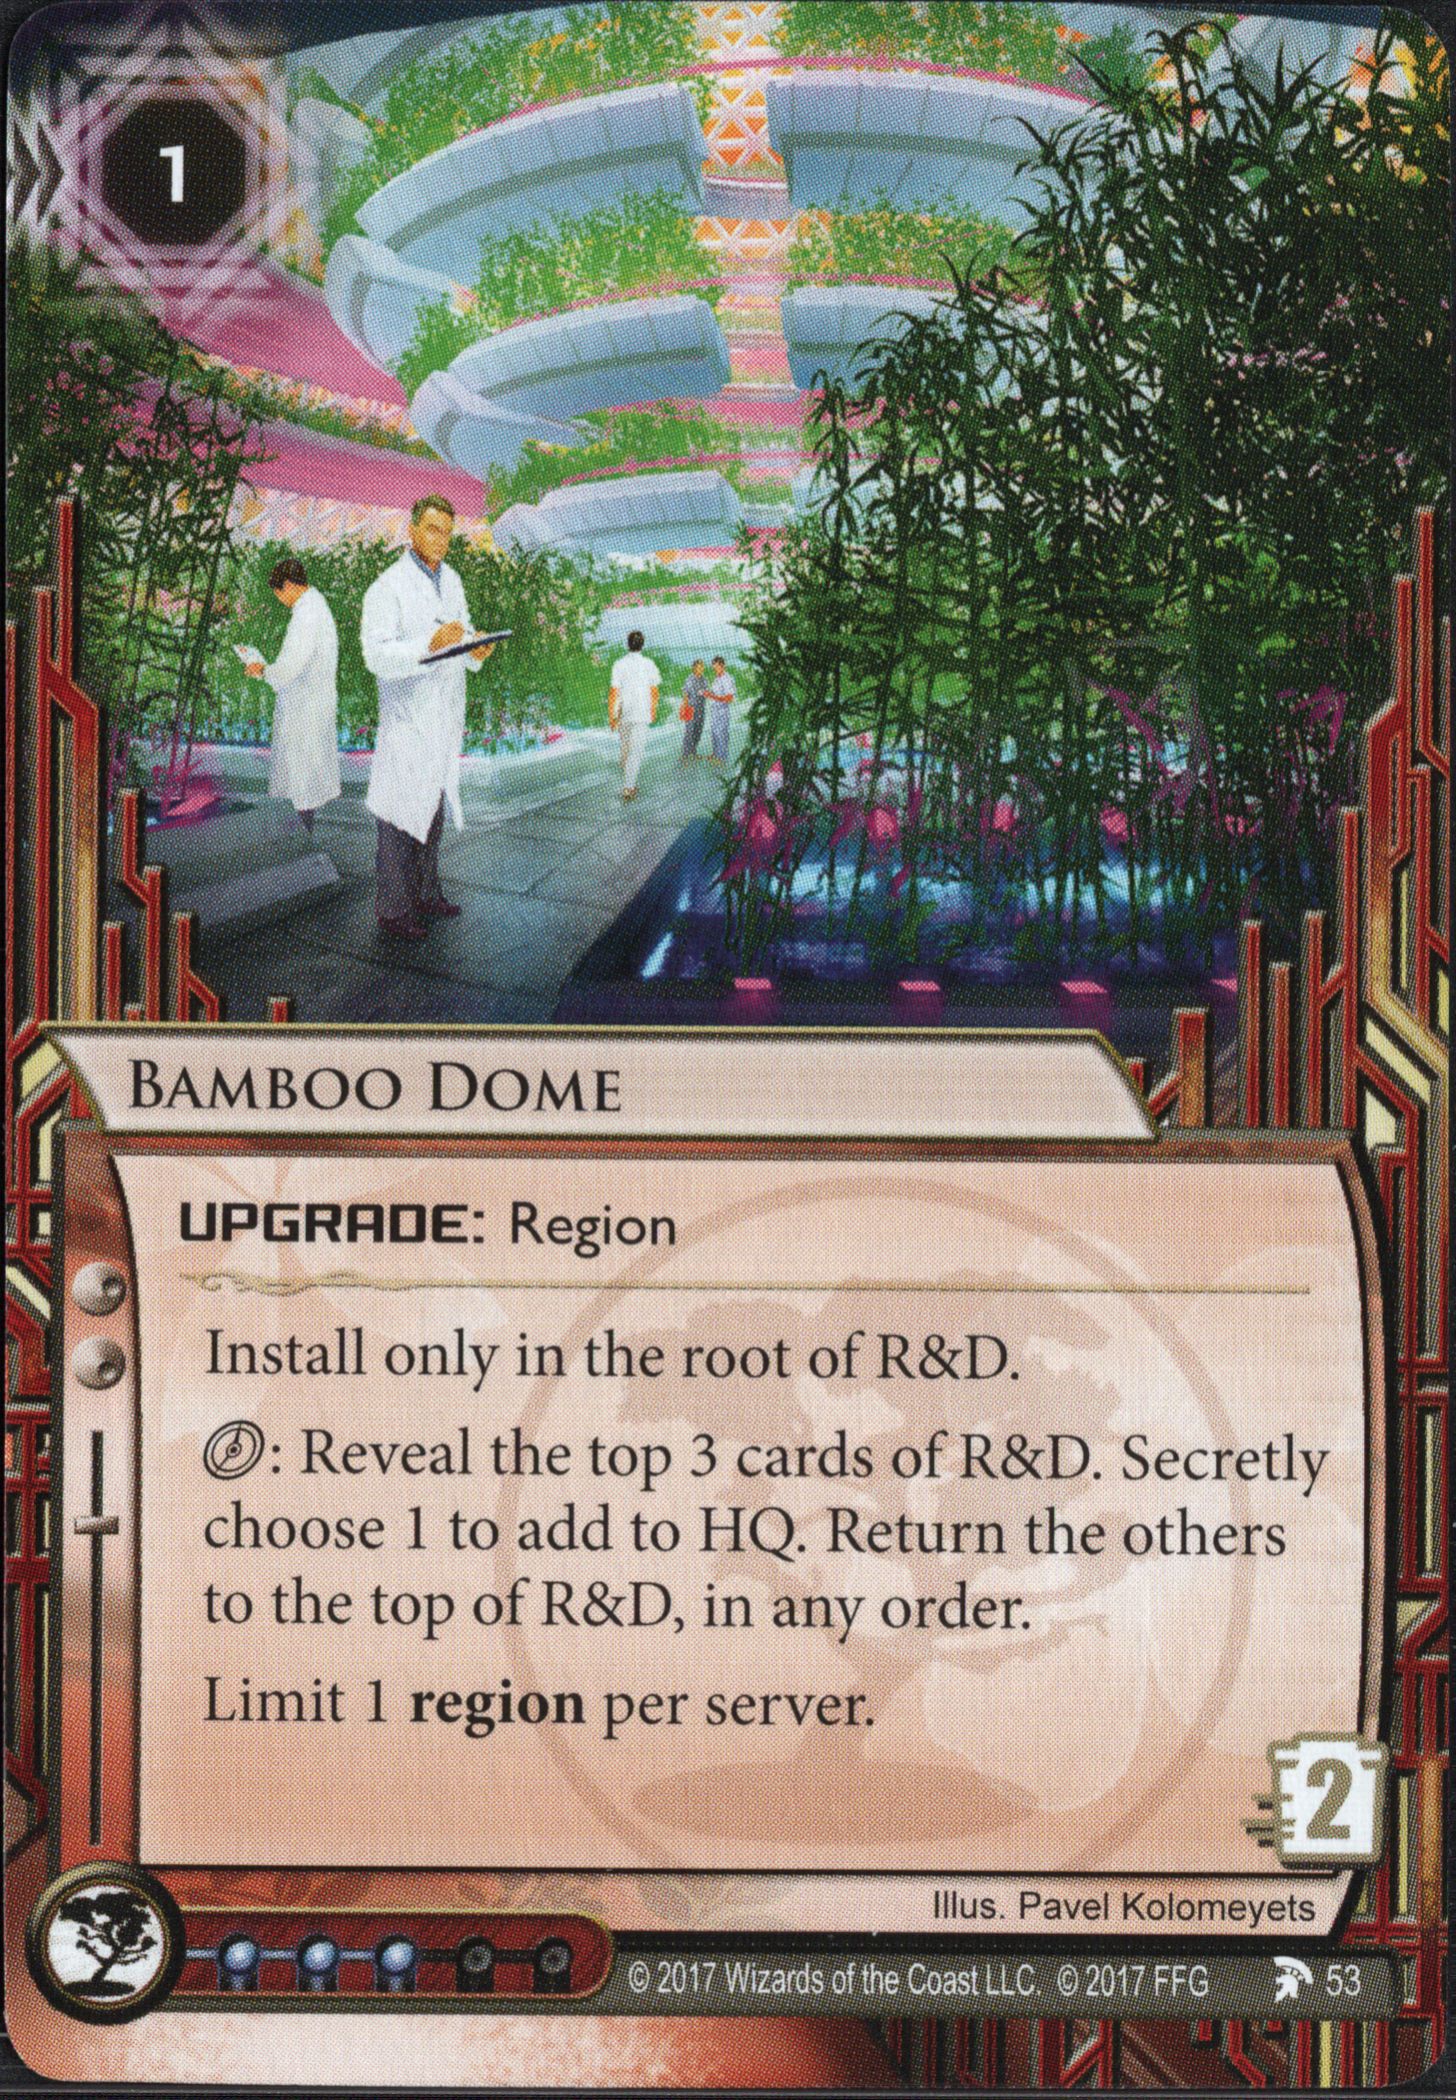 1
BAMBOO DOME
UPGRADE: Region
Install only in the root of R&D.
: Reveal the top 3 cards of R&D. Secretly
choose 1 to add to HQ. Return the others
to the top of R&D, in any order.
Limit 1 region per server.
2
Illus. Pavel Kolomeyets
© 2017 Wizards of the Coast LLC. © 2017 FFG 53